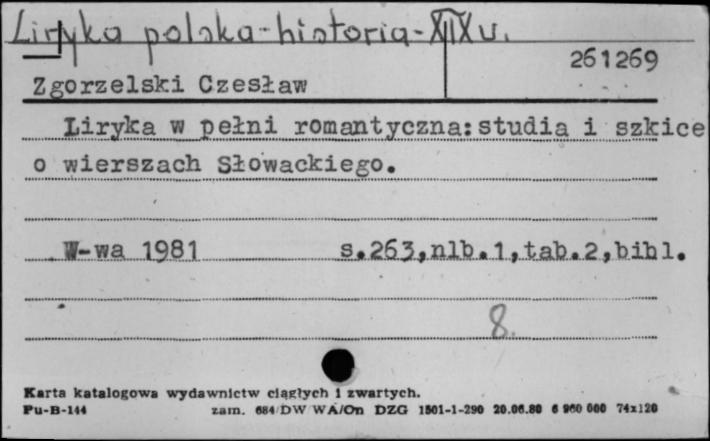 Liryka polska-historia-XIX w.
261269
Zgorzelski Czesław
Liryka w pełni romantyczna:studia i szkice
o wierszach Słowackiego.
W-wa 1981 s.263,nlb.1,tab.2,bibl.
8.
Karta katalogowa wydawnictw ciągłych i zwartych.
Pu-B-144 zam. 684/DW WA/On DZG 1501-1-290 20.06.80 6 960 000 74x120